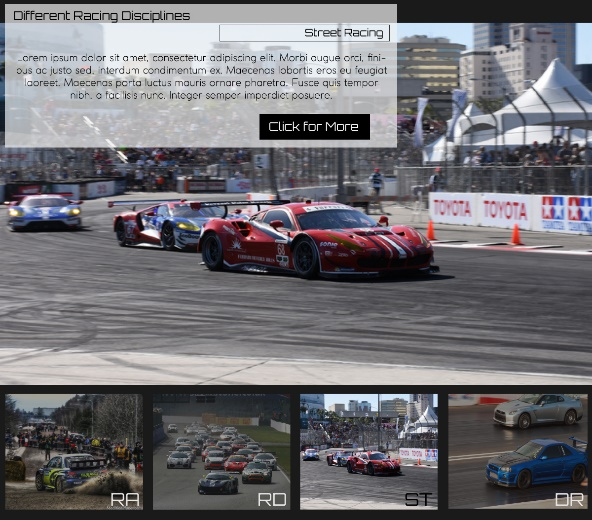 Different Racing Disciplines
Street Racing
Lorem ipsum dolor sit amet, consectetur adipiscing elit. Morbi augue orci, fini-
bus ac justo sed, interdum condimentum ex. Maecenas lobortis eros eu feugiat
laoreet. Maecenas porta luctus mauris ornare pharetra. Fusce quis tempor
nibh, a facilisis nunc. Integer semper imperdiet posuere.
Click for More
TOYOTA TOYOTA
68
RA RD ST DR